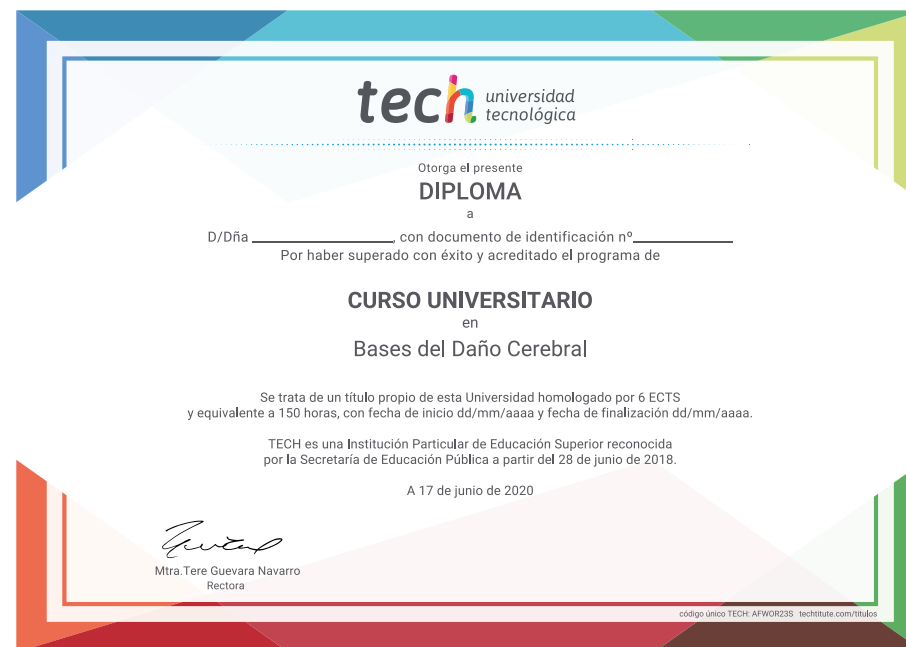 tech universidad
tecnológica
Otorga el presente
DIPLOMA
a
D/Dña ____________________, con documento de identificación nº______________
Por haber superado con éxito y acreditado el programa de
CURSO UNIVERSITARIO
en
Bases del Daño Cerebral
Se trata de un título propio de esta Universidad homologado por 6 ECTS
y equivalente a 150 horas, con fecha de inicio dd/mm/aaaa y fecha de finalización dd/mm/aaaa.
TECH es una Institución Particular de Educación Superior reconocida
por la Secretaría de Educación Pública a partir del 28 de junio de 2018.
A 17 de junio de 2020
Mtra.Tere Guevara Navarro
Rectora
código único TECH: AFWOR23S techtitute.com/titulos